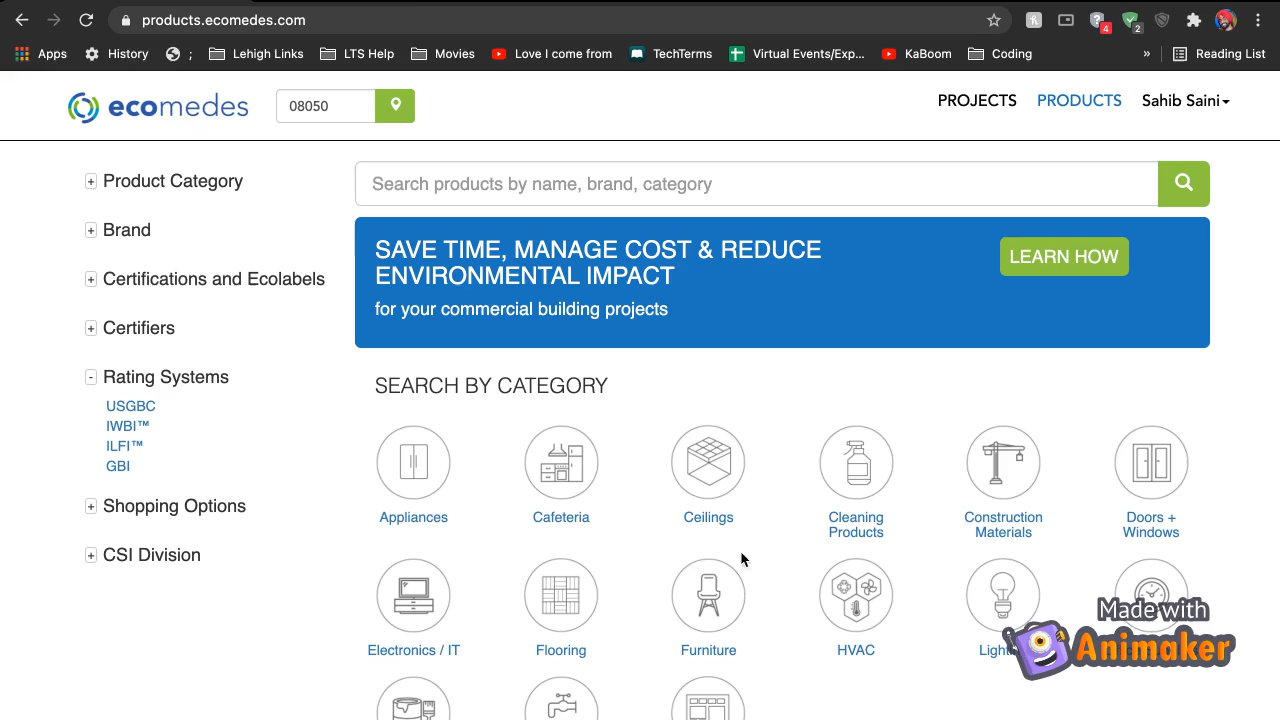 products.ecomedes.com
4
2
Apps
History
;
Lehigh Links
LTS Help
Movies
Love I come from
TechTerms
Virtual Events/Exp...
KaBoom
Coding
»
Reading List
ecomedes
08050
PROJECTS
PRODUCTS
Sahib Saini
+ Product Category
+ Brand
+ Certifications and Ecolabels
+ Certifiers
- Rating Systems
USGBC
IWBI™
ILFI™
GBI
+ Shopping Options
+ CSI Division
Search products by name, brand, category
SAVE TIME, MANAGE COST & REDUCE
ENVIRONMENTAL IMPACT
for your commercial building projects
LEARN HOW
SEARCH BY CATEGORY
Appliances
Cafeteria
Ceilings
Cleaning
Products
Construction
Materials
Doors +
Windows
Electronics / IT
Flooring
Furniture
HVAC
Made with
Animaker